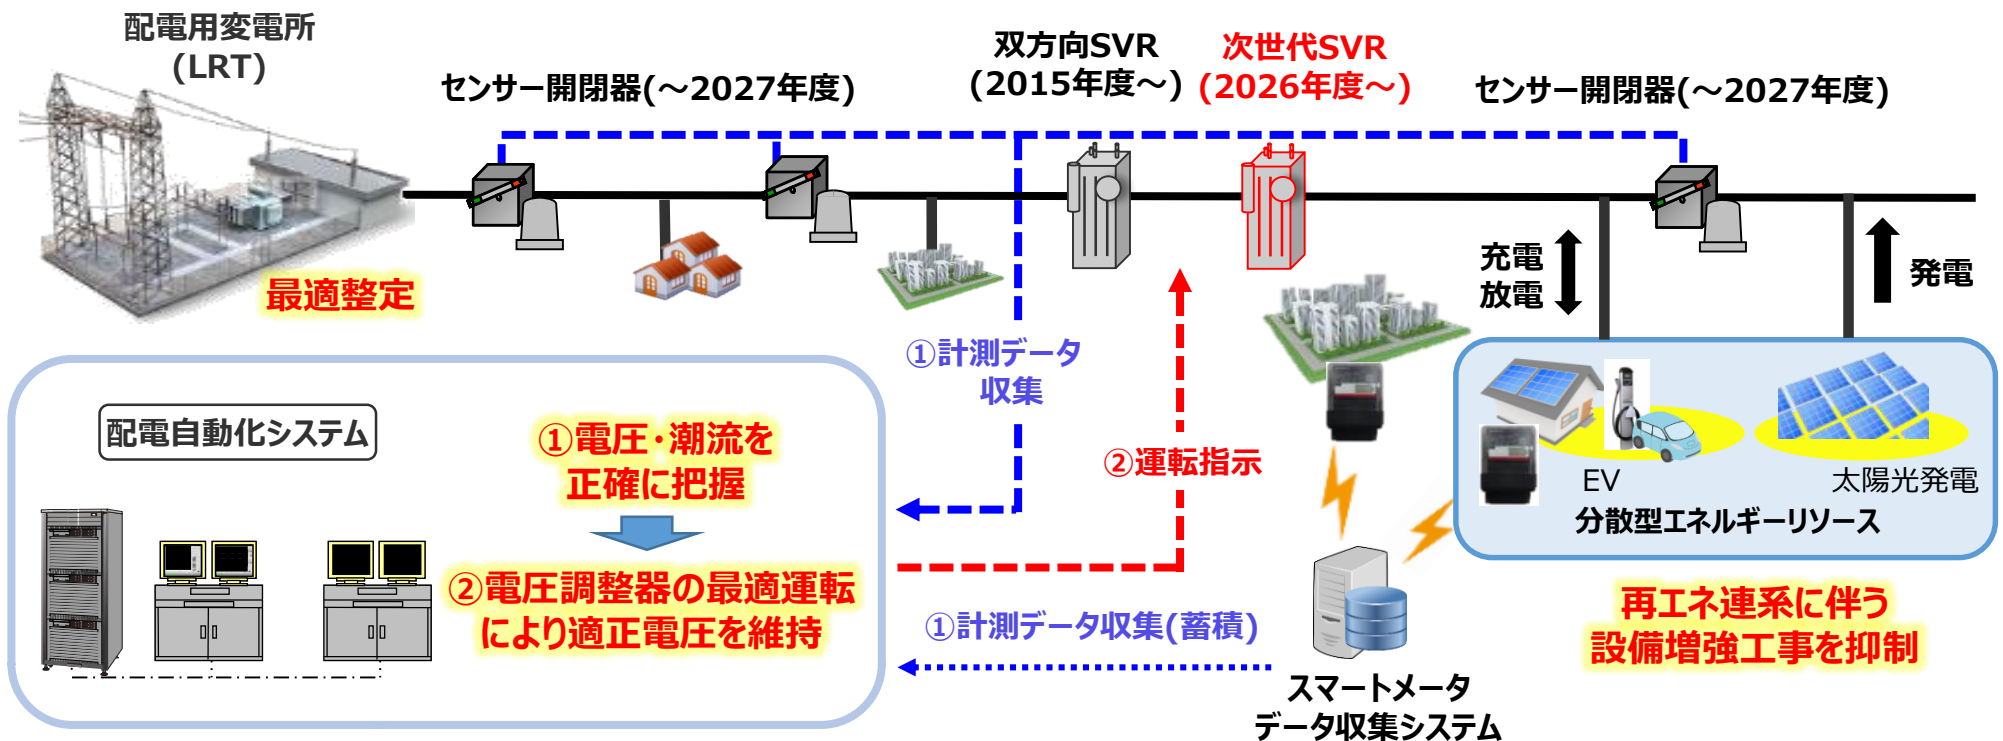 配電用変電所
(LRT)
センサー開閉器(～2027年度)
双方向SVR
(2015年度～)
次世代SVR
(2026年度～)
センサー開閉器(～2027年度)
最適整定
充電
放電
発電
①計測データ
収集
②運転指示
配電自動化システム
①電圧・潮流を
正確に把握
②電圧調整器の最適運転
により適正電圧を維持
①計測データ収集(蓄積)
スマートメータ
データ収集システム
EV
太陽光発電
分散型エネルギーリソース
再エネ連系に伴う
設備増強工事を抑制